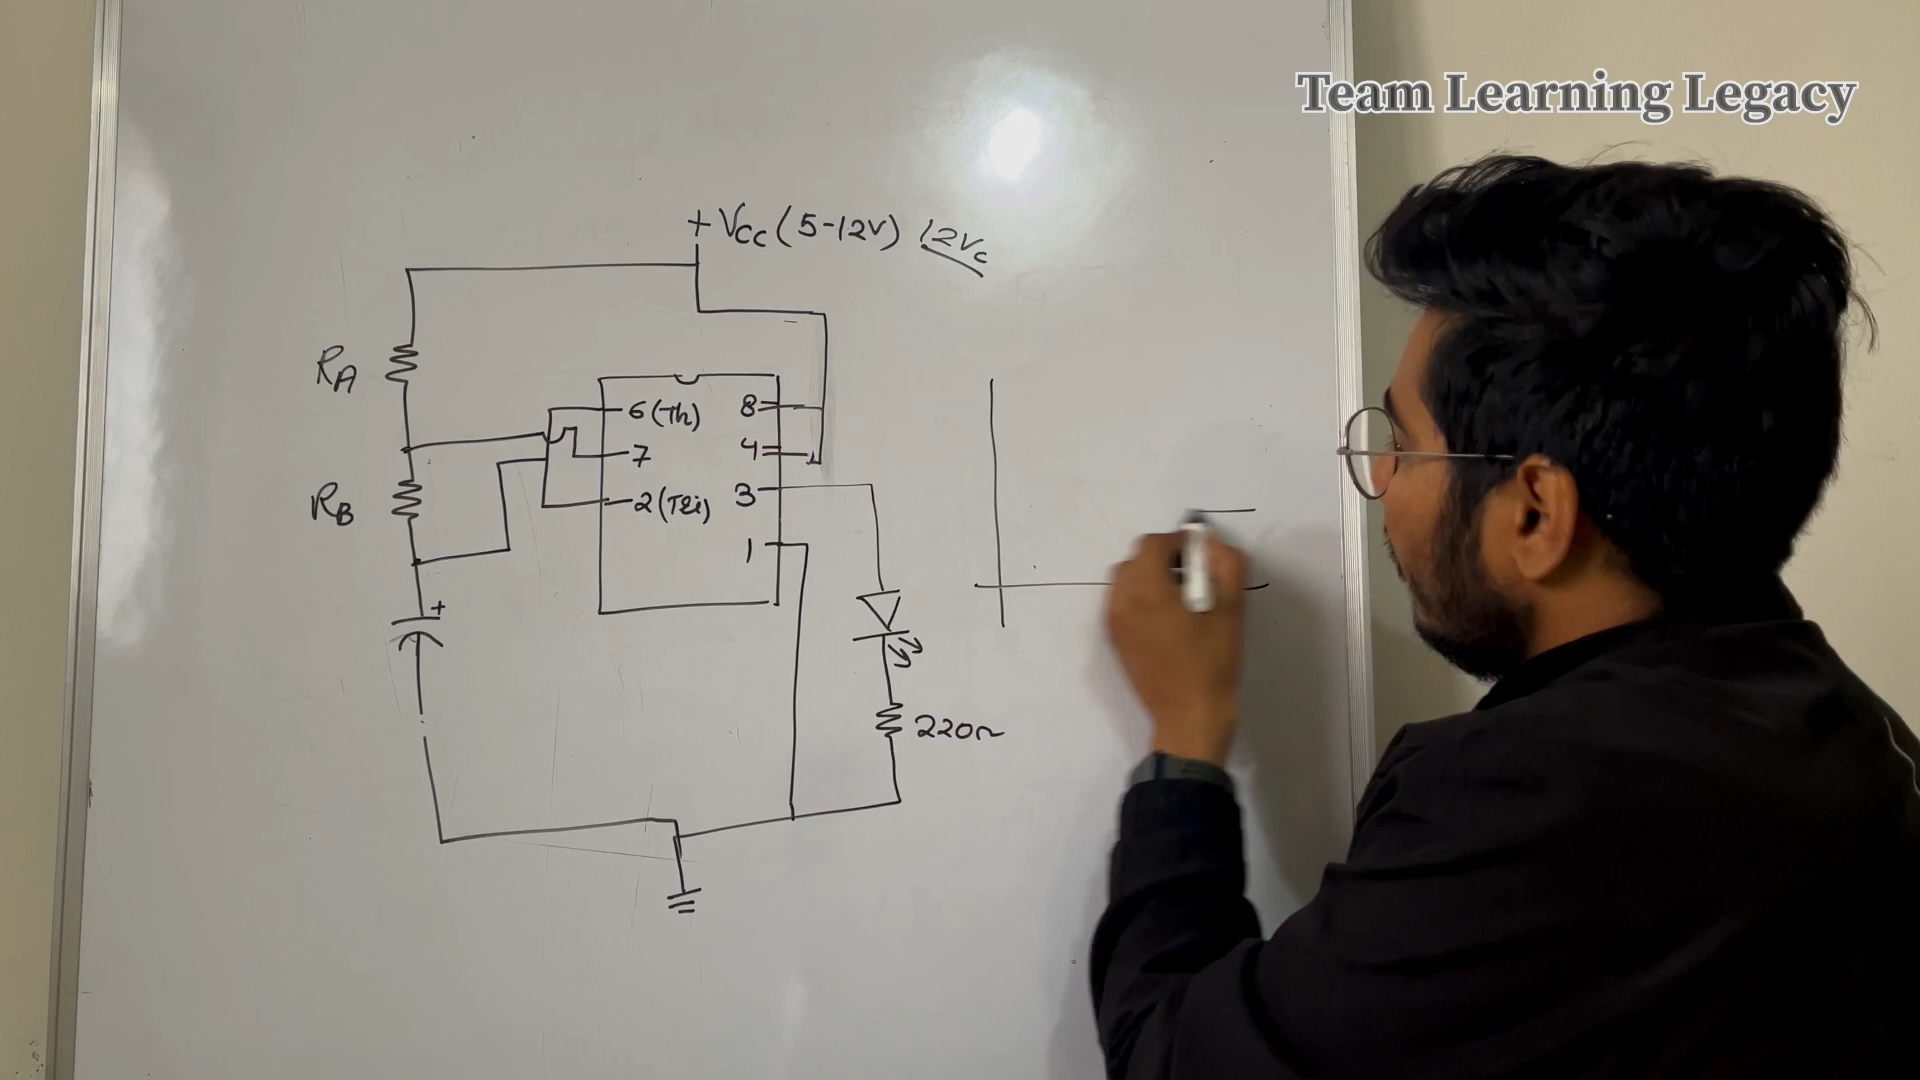 Team Learning Legacy
+Vcc (5-12V) 12Vc
RA
6 (Th) 8
7 4
RB
2 (Tri) 3
1
+
220Ω